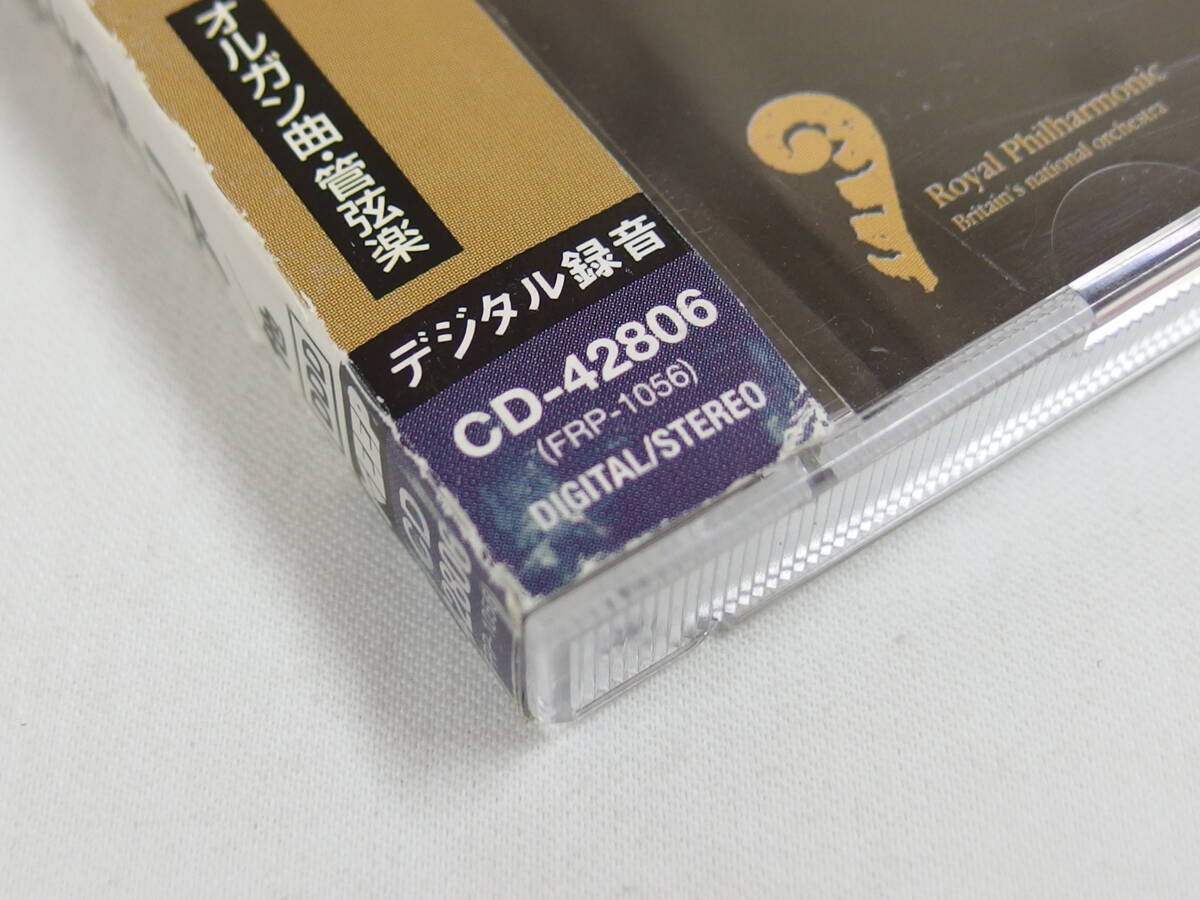 オルガン曲・管弦楽
デジタル録音
CD-42806
(FRP-1056)
DIGITAL/STEREO
Royal Philharmonic
Britain's national orchestra
CD